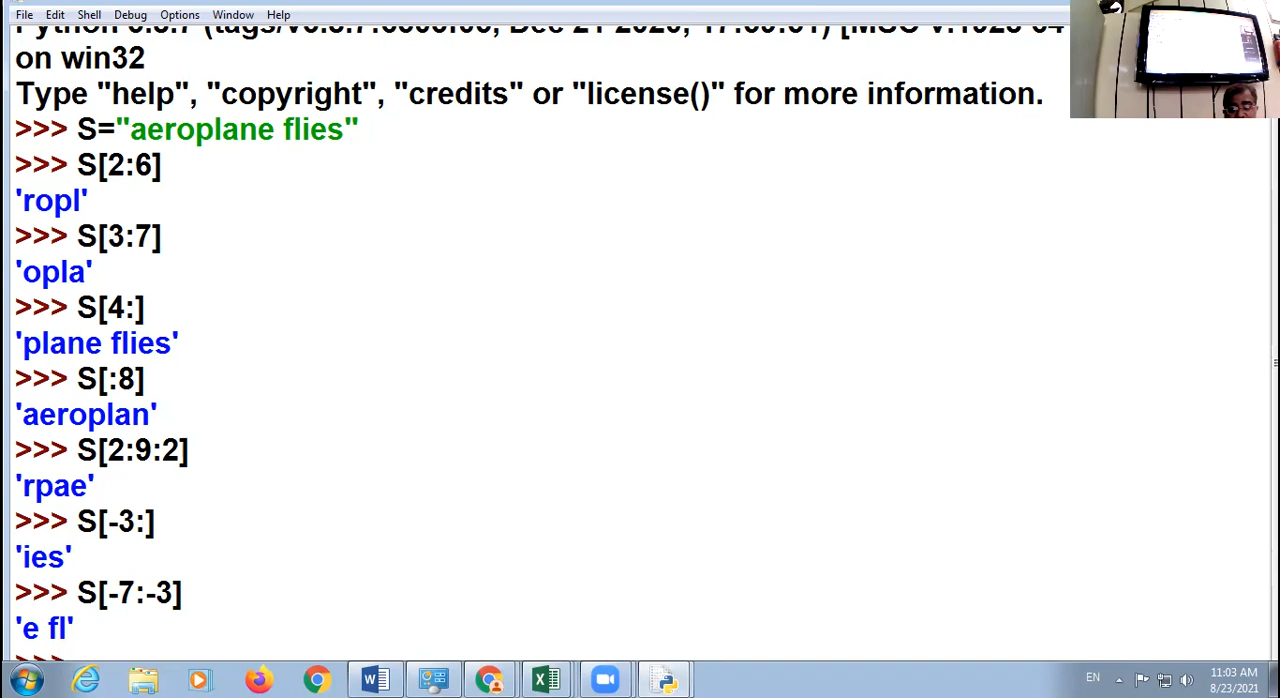 File Edit Shell Debug Options Window Help
on win32
Type "help", "copyright", "credits" or "license()" for more information.
>>> S="aeroplane flies"
>>> S[2:6]
'ropl'
>>> S[3:7]
'opla'
>>> S[4:]
'plane flies'
>>> S[:8]
'aeroplan'
>>> S[2:9:2]
'rpae'
>>> S[-3:]
'ies'
>>> S[-7:-3]
'e fl'
>>>
EN 11:03 AM
8/23/2021